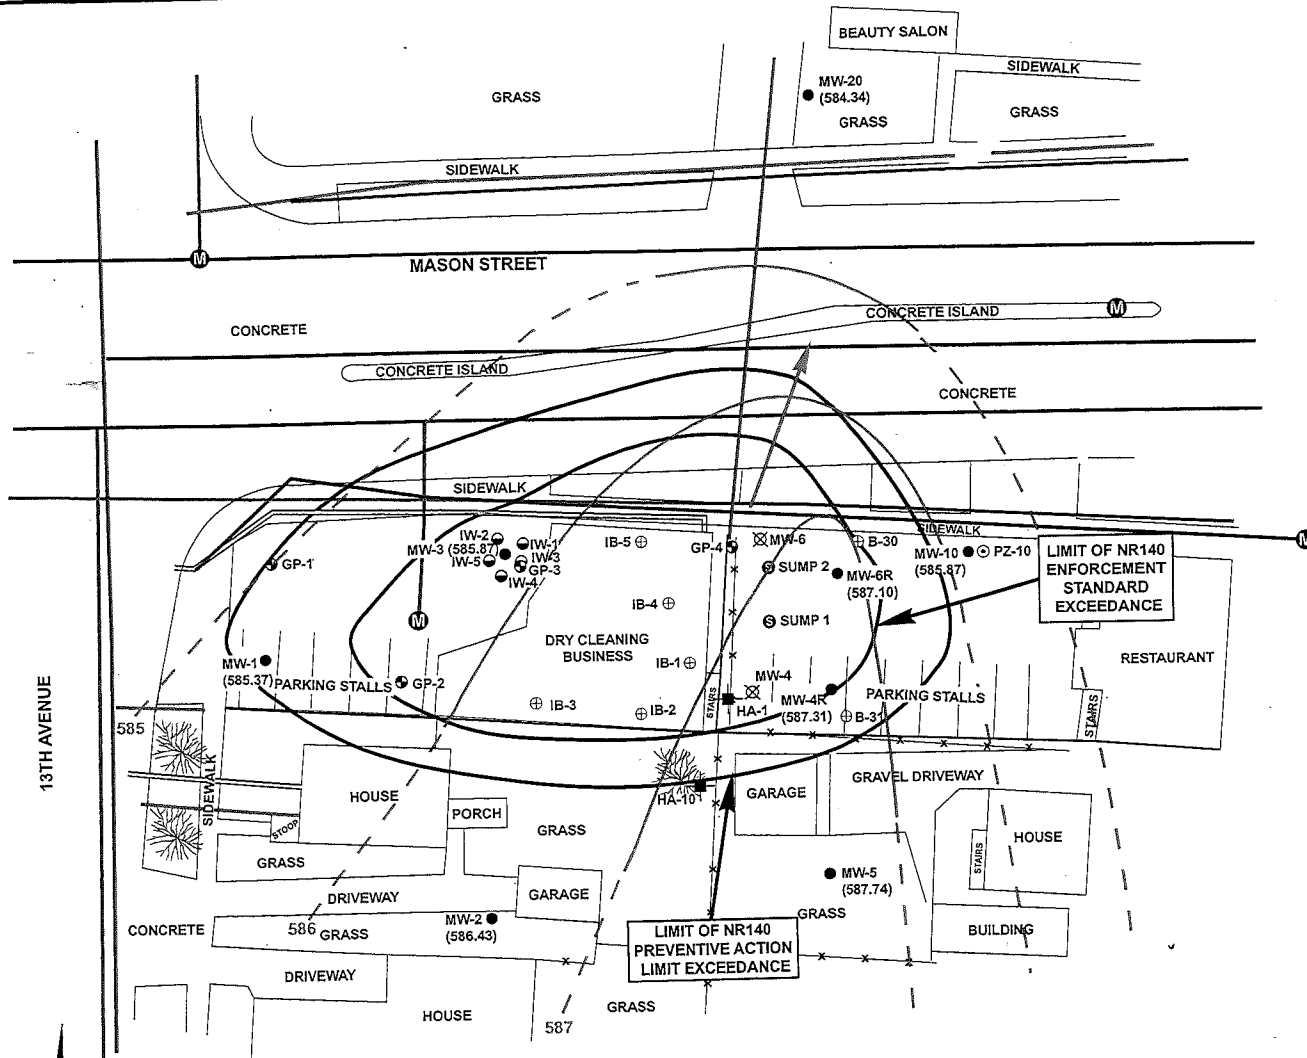 BEAUTY SALON
SIDEWALK
MW-20
(584.34)
GRASS
GRASS
GRASS
SIDEWALK
M
MASON STREET
CONCRETE ISLAND
M
CONCRETE
CONCRETE ISLAND
CONCRETE
SIDEWALK
SIDEWALK
IW-2
IW-1
IB-5
GP-4
MW-6
B-30
MW-3
(585.87)
IW-3
IW-5
GP-3
IW-4
GP-1
MW-10
(585.87)
PZ-10
M
S SUMP 2
MW-6R
(587.10)
LIMIT OF NR140
ENFORCEMENT
STANDARD
EXCEEDANCE
IB-4
M
S SUMP 1
DRY CLEANING
BUSINESS
IB-1
RESTAURANT
MW-1
(585.37)
PARKING STALLS
GP-2
MW-4
HA-1
MW-4R
(587.31)
PARKING STALLS
STAIRS
STAIRS
IB-3
IB-2
B-31
585
13TH AVENUE
SIDEWALK
HOUSE
HA-10
GARAGE
GRAVEL DRIVEWAY
PORCH
STOOP
GRASS
HOUSE
STAIRS
GRASS
DRIVEWAY
GARAGE
MW-5
(587.74)
GRASS
586
MW-2
(586.43)
GRASS
CONCRETE
BUILDING
LIMIT OF NR140
PREVENTIVE ACTION
LIMIT EXCEEDANCE
DRIVEWAY
HOUSE
GRASS
587